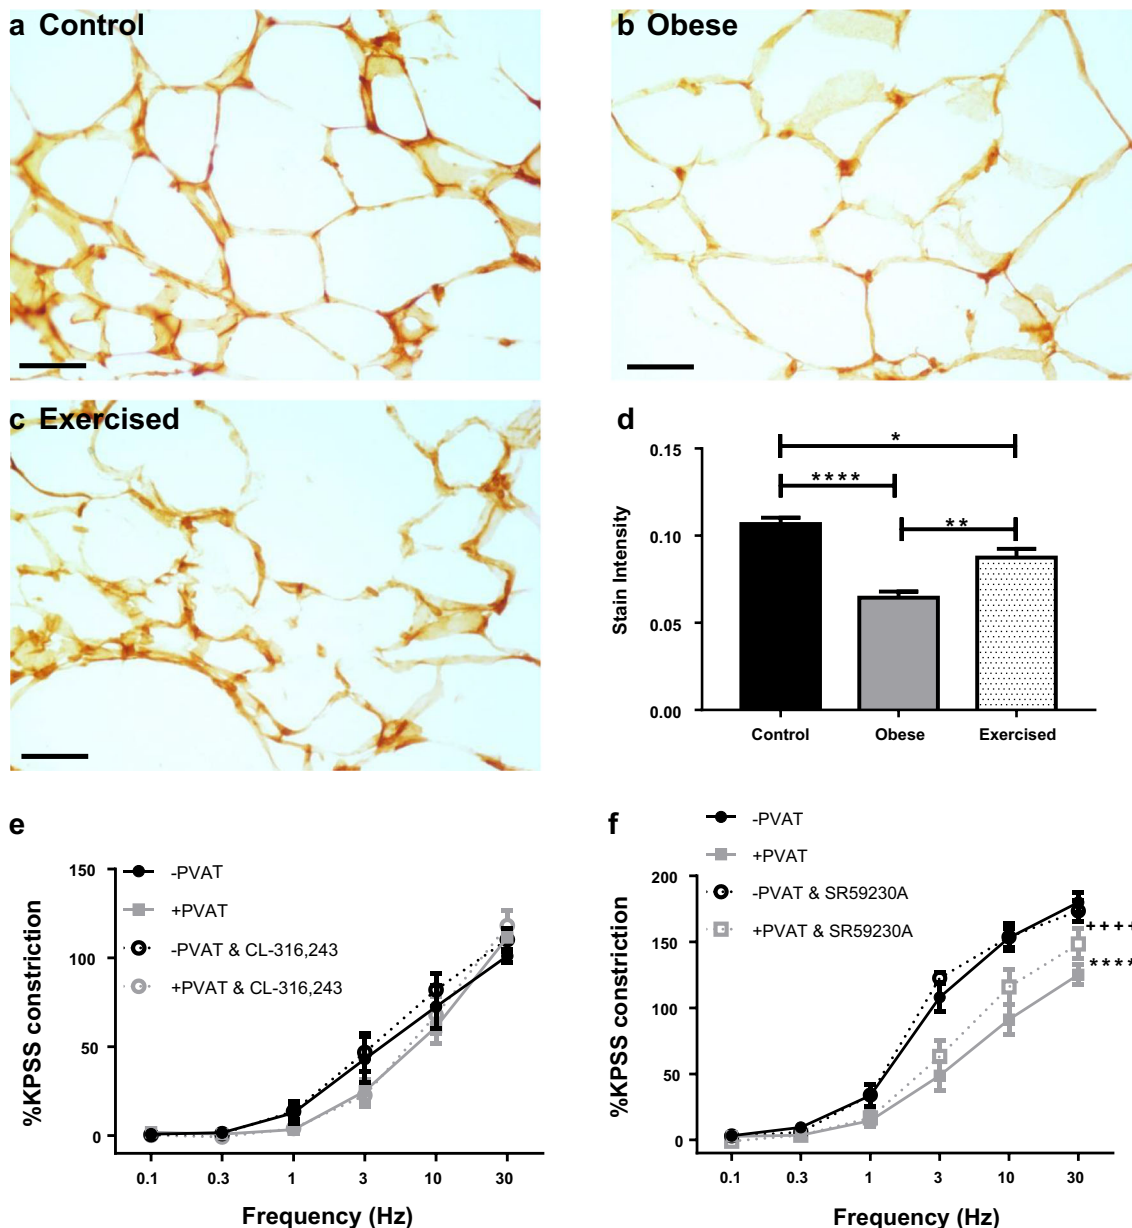 a Control
b Obese
c Exercised
d
*
****
**
0.15
0.10
0.05
0.00
Stain Intensity
Control
Obese
Exercised
e
-PVAT
+PVAT
-PVAT & CL-316,243
+PVAT & CL-316,243
150
100
50
0
%KPSS constriction
0.1
0.3
1
3
10
30
Frequency (Hz)
f
-PVAT
+PVAT
-PVAT & SR59230A
+PVAT & SR59230A
200
150
100
50
0
%KPSS constriction
++++
****
0.1
0.3
1
3
10
30
Frequency (Hz)